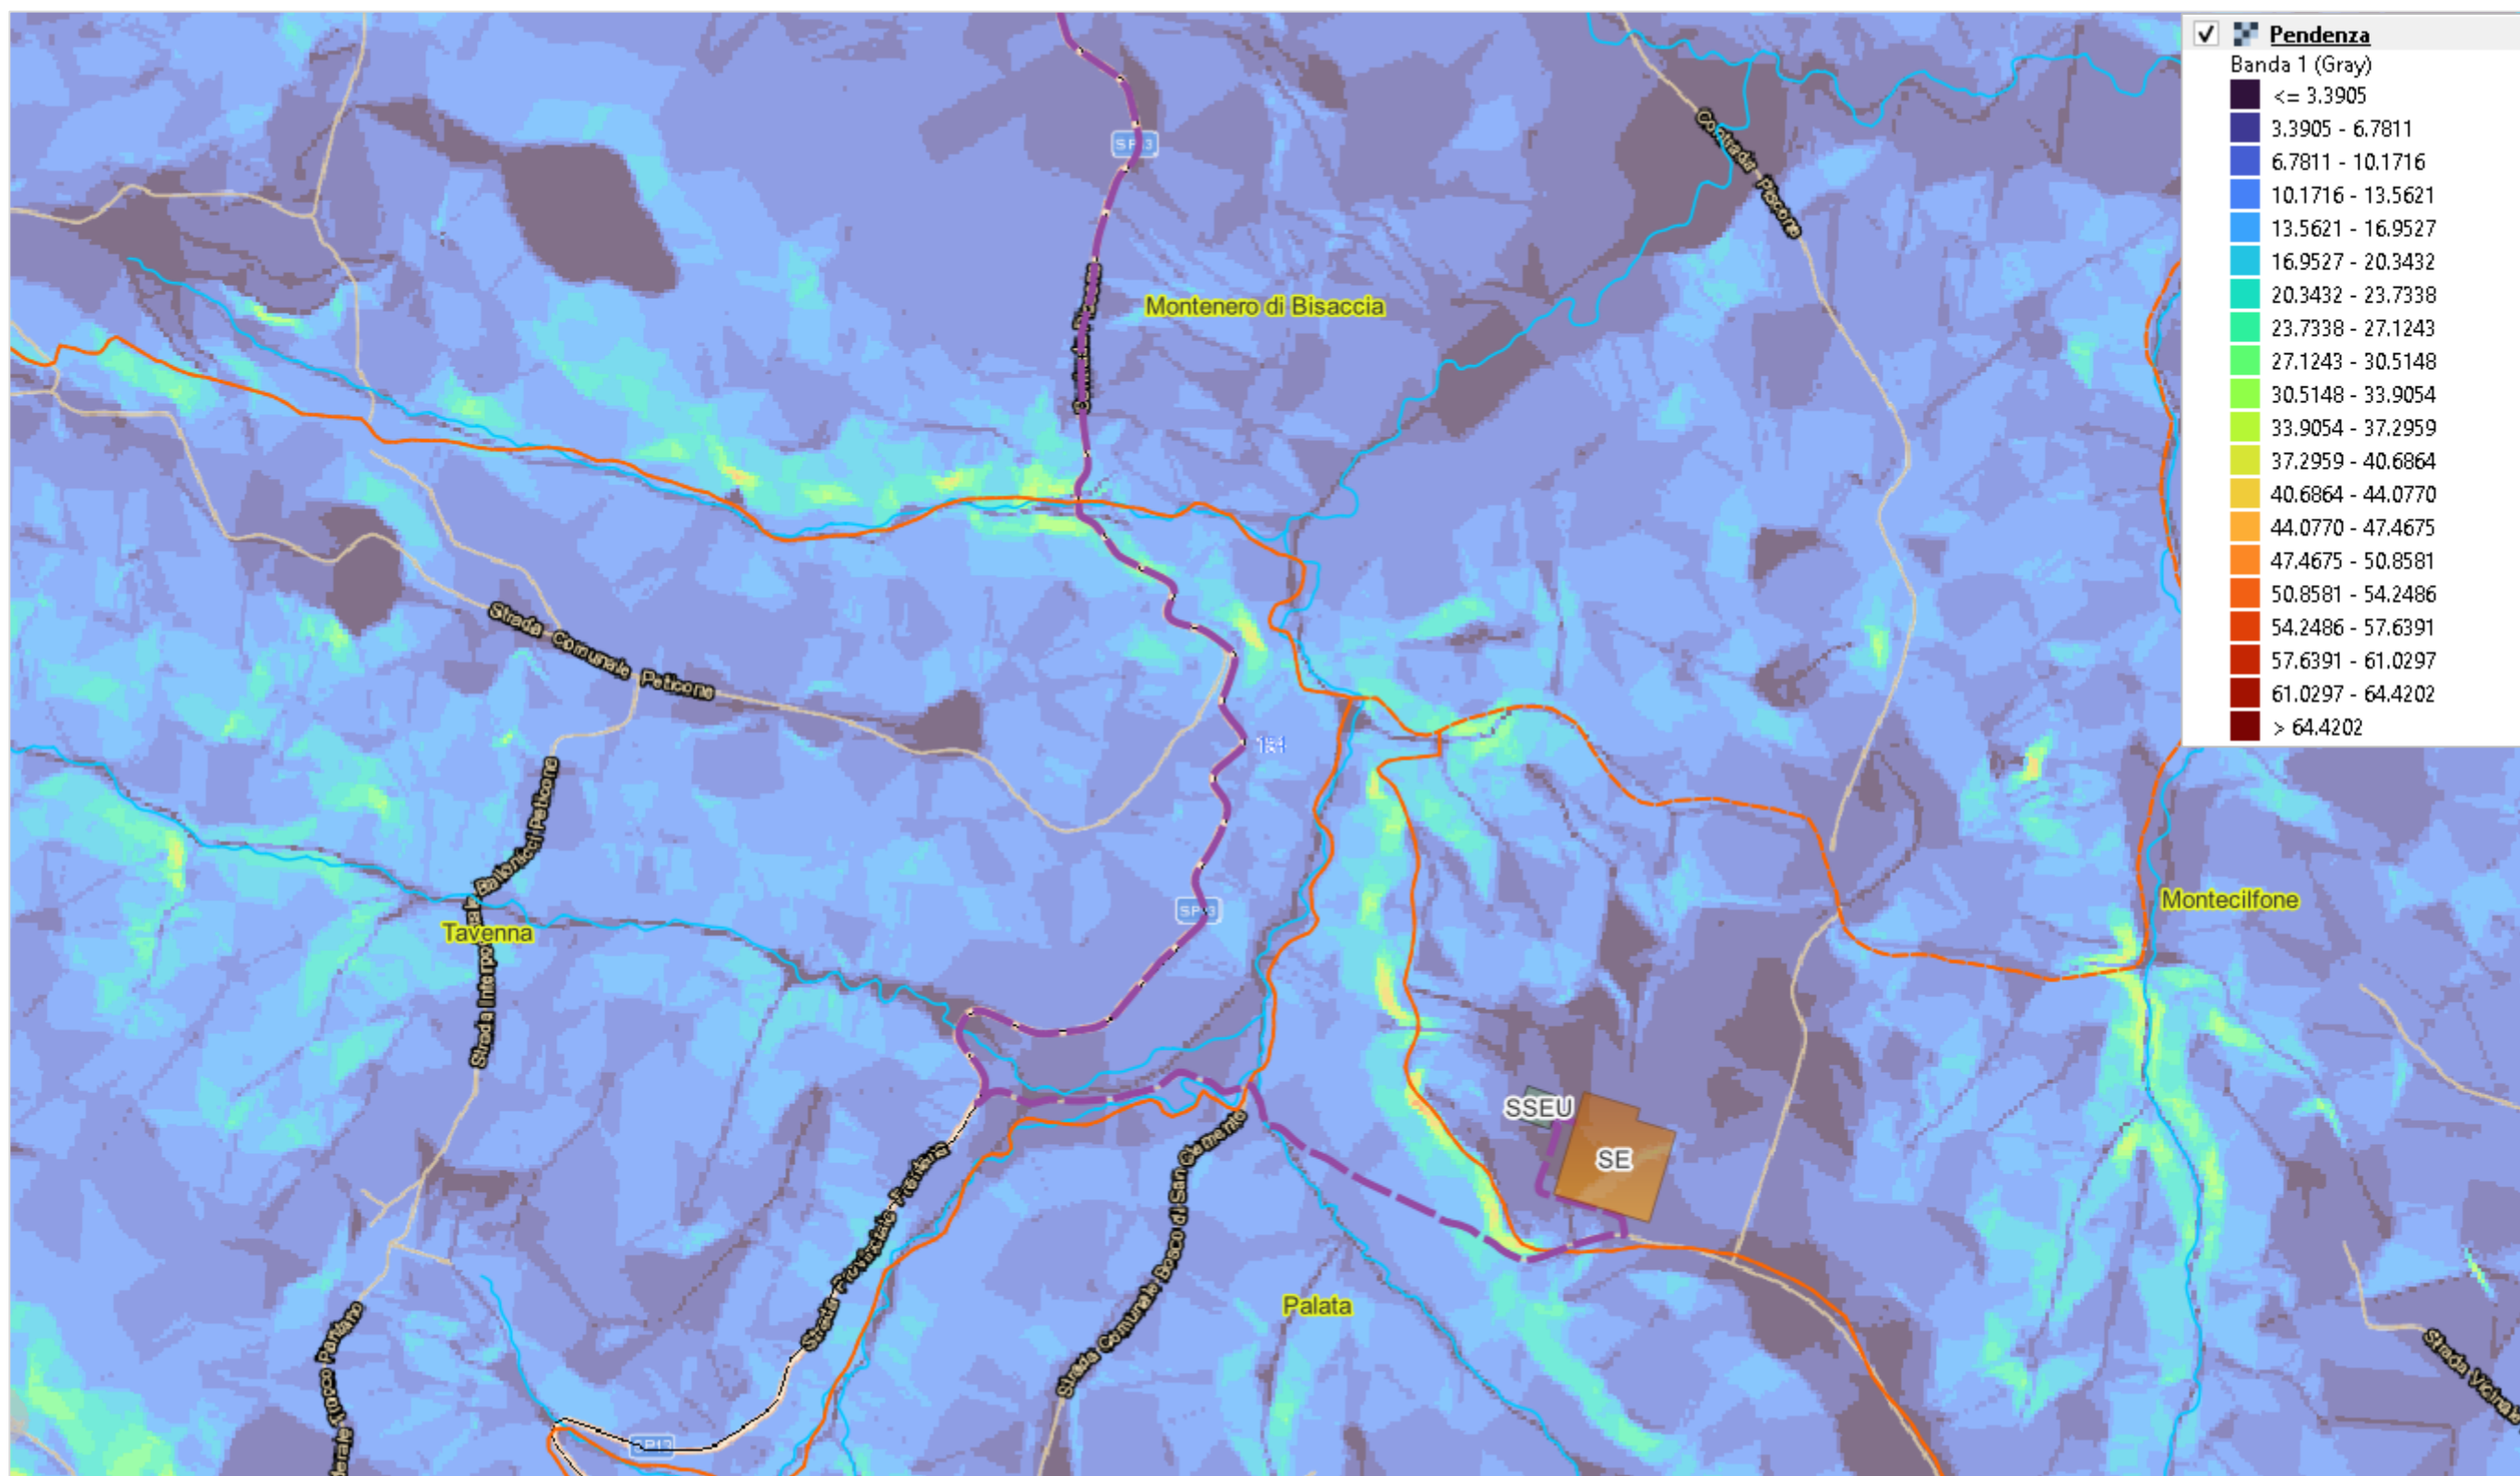 Pendenza
Banda 1 (Gray)
<= 3.3905
3.3905 - 6.7811
6.7811 - 10.1716
10.1716 - 13.5621
13.5621 - 16.9527
16.9527 - 20.3432
20.3432 - 23.7338
23.7338 - 27.1243
27.1243 - 30.5148
30.5148 - 33.9054
33.9054 - 37.2959
37.2959 - 40.6864
40.6864 - 44.0770
44.0770 - 47.4675
47.4675 - 50.8581
50.8581 - 54.2486
54.2486 - 57.6391
57.6391 - 61.0297
61.0297 - 64.4202
> 64.4202
Contrada Piscone
Montenero di Bisaccia
Strada Comunale Peticone
Montecilfone
Tavenna
SSEU
SE
Strada Provinciale Frentana
Strada Comunale Bosco di San Clemento
Palata
SP13
Strada Vicinale